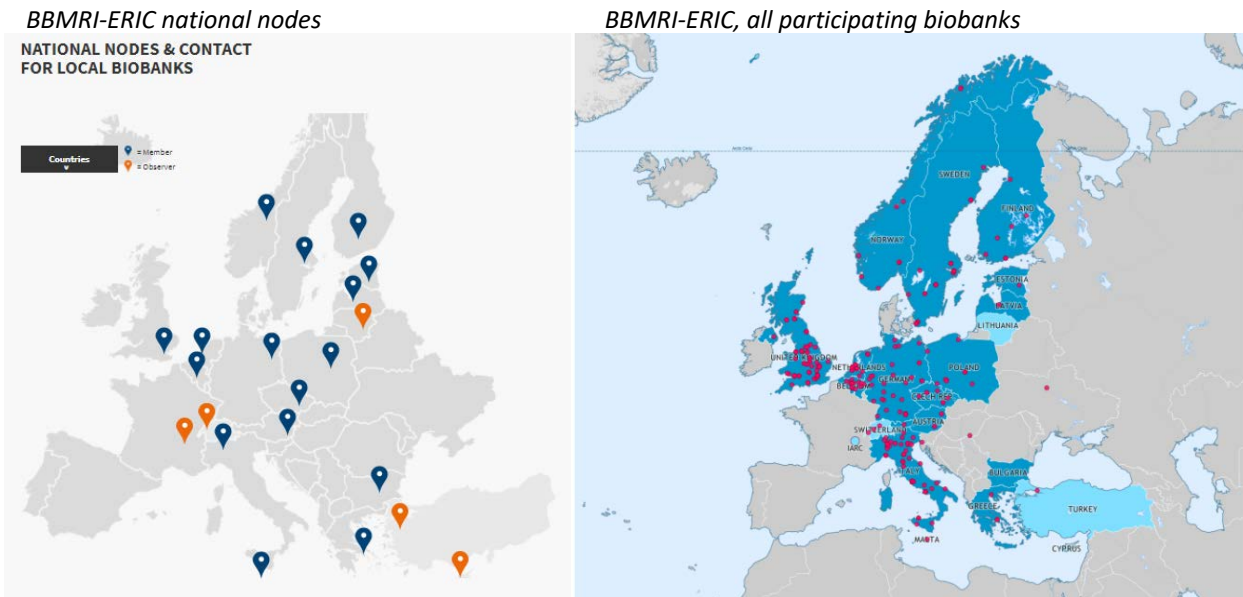 BBMRI-ERIC national nodes
BBMRI-ERIC, all participating biobanks
NATIONAL NODES & CONTACT
FOR LOCAL BIOBANKS
Countries
= Member
= Observer
SWEDEN
FINLAND
NORWAY
ESTONIA
LATVIA
LITHUANIA
UNITED KINGDOM
NETHERLANDS
POLAND
GERMANY
BELGIUM
CZECH REP.
AUSTRIA
SWITZERLAND
IARC
ITALY
BULGARIA
GREECE
TURKEY
MALTA
CYPRUS